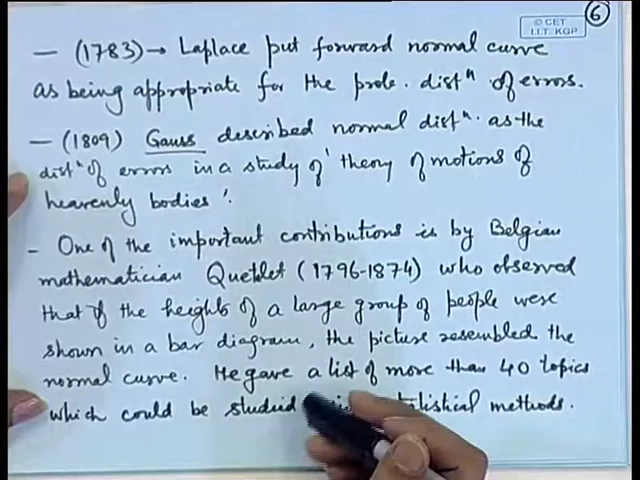 6
© CET
I.I.T. KGP
— (1783) → Laplace put forward normal curve
as being appropriate for the prob. distⁿ of errors.
— (1809) Gauss described normal distⁿ. as the
distⁿ of errors in a study of 'theory of motions of
heavenly bodies'.
- One of the important contributions is by Belgian
mathematician Quetelet (1796-1874) who observed
that if the heights of a large group of people were
shown in a bar diagram, the picture resembled the
normal curve. He gave a list of more than 40 topics
which could be studied methods.